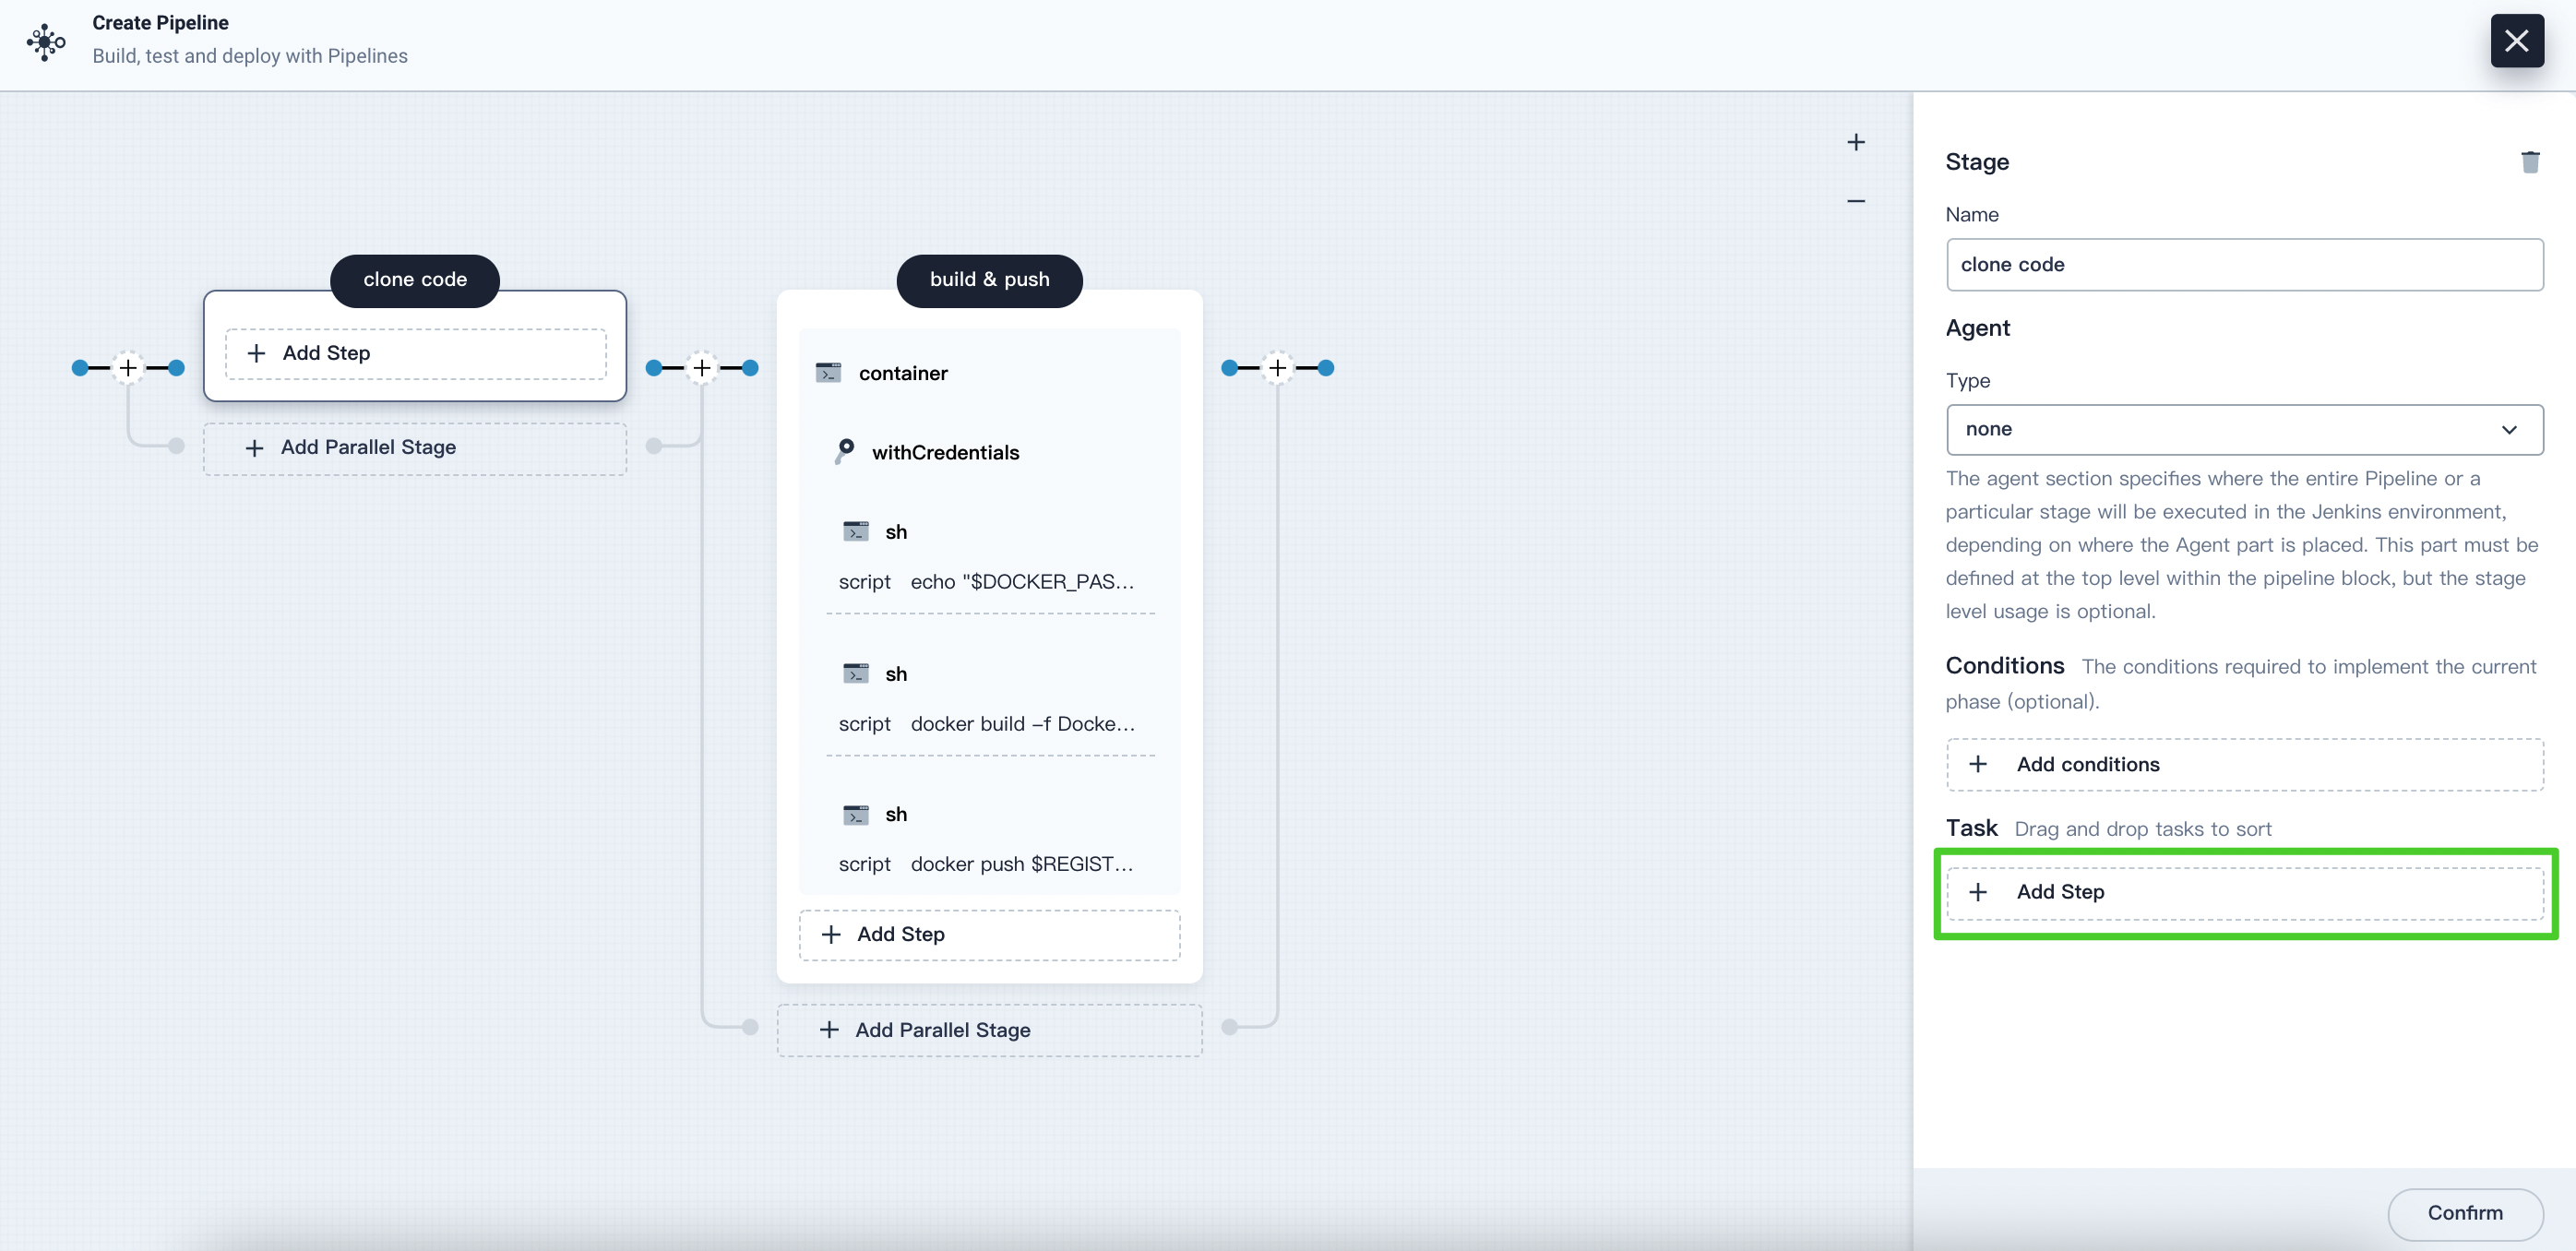 Create Pipeline
Build, test and deploy with Pipelines
clone code
Add Step
Add Parallel Stage
build & push
container
withCredentials
sh
script echo "$DOCKER_PAS...
sh
script docker build -f Docke...
sh
script docker push $REGIST...
Add Step
Add Parallel Stage
Stage
Name
clone code
Agent
Type
none
The agent section specifies where the entire Pipeline or a
particular stage will be executed in the Jenkins environment,
depending on where the Agent part is placed. This part must be
defined at the top level within the pipeline block, but the stage
level usage is optional.
Conditions The conditions required to implement the current
phase (optional).
Add conditions
Task Drag and drop tasks to sort
Add Step
Confirm